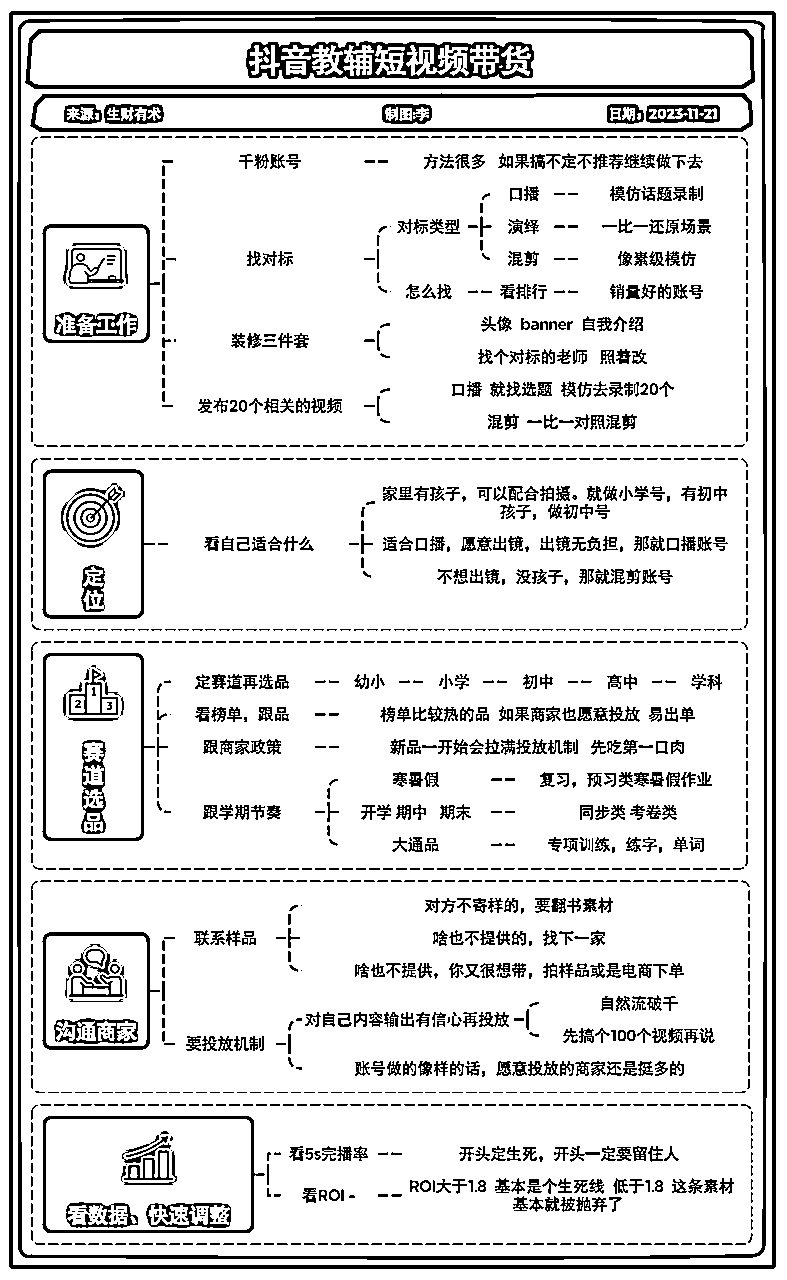 抖音教辅短视频带货
来源：生财有术 制图:李 日期：2023-11-21
千粉账号 方法很多 如果搞不定不推荐继续做下去
口播 模仿话题录制
对标类型 演绎 一比一还原场景
找对标
混剪 像素级模仿
怎么找 看排行 销量好的账号
准备工作
头像 banner 自我介绍
装修三件套
找个对标的老师 照着改
口播 就找选题 模仿去录制20个
发布20个相关的视频
混剪 一比一对照混剪
家里有孩子，可以配合拍摄。就做小学号，有初中
孩子，做初中号
看自己适合什么
适合口播，愿意出镜，出镜无负担，那就口播账号
不想出镜，没孩子，那就混剪账号
定
位
定赛道再选品 幼小 小学 初中 高中 学科
看榜单，跟品 榜单比较热的品 如果商家也愿意投放 易出单
跟商家政策 新品一开始会拉满投放机制 先吃第一口肉
寒暑假 复习，预习类寒暑假作业
跟学期节奏 开学 期中 期末 同步类 考卷类
大通品 专项训练，练字，单词
赛
道
选
品
对方不寄样的，要翻书素材
联系样品 啥也不提供的，找下一家
啥也不提供，你又很想带，拍样品或是电商下单
自然流破千
对自己内容输出有信心再投放
先搞个100个视频再说
要投放机制
账号做的像样的话，愿意投放的商家还是挺多的
沟通商家
看5s完播率 开头定生死，开头一定要留住人
看ROI ROI大于1.8 基本是个生死线 低于1.8 这条素材
基本就被抛弃了
看数据、快速调整